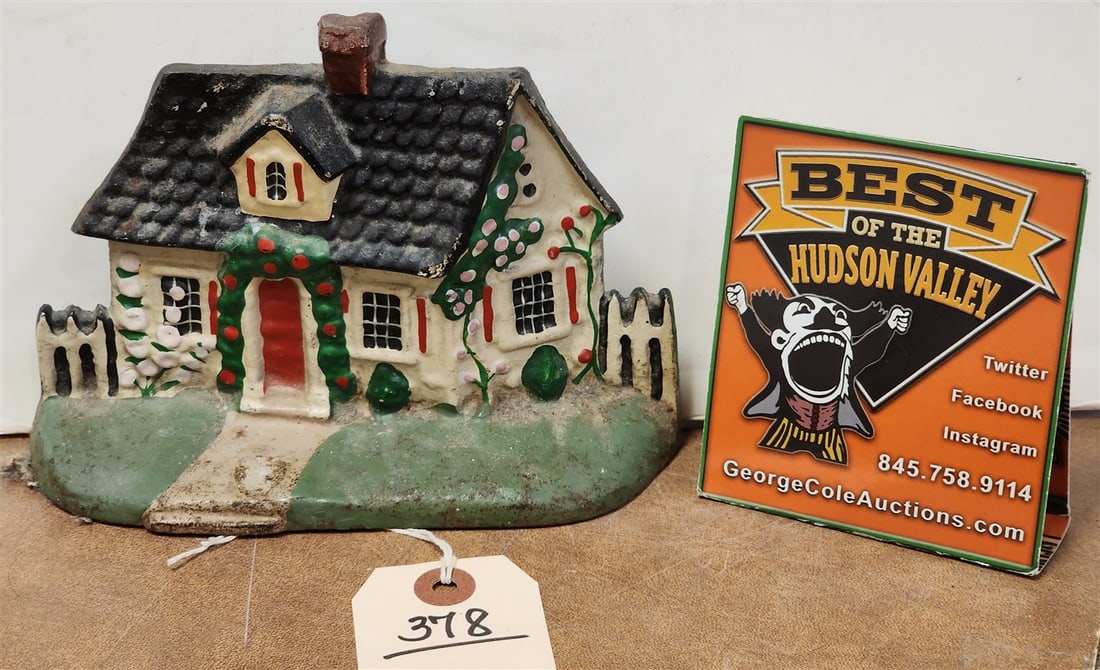 378
BEST
OF THE
HUDSON VALLEY
Twitter
Facebook
Instagram
845.758.9114
GeorgeColeAuctions.com